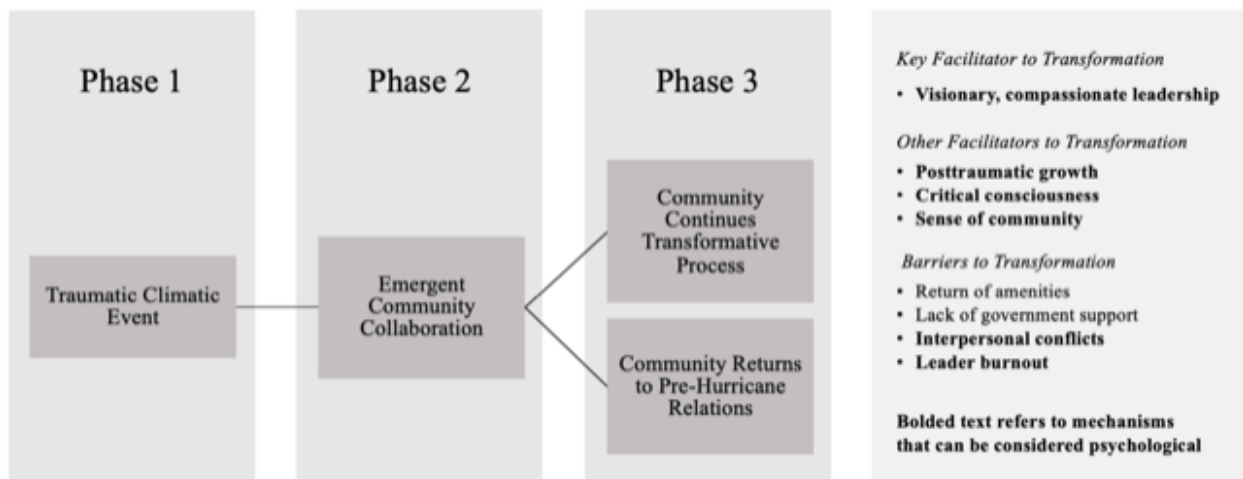 Phase 1
Traumatic Climatic
Event
Phase 2
Emergent
Community
Collaboration
Phase 3
Community
Continues
Transformative
Process
Community Returns
to Pre-Hurricane
Relations
Key Facilitator to Transformation
• Visionary, compassionate leadership
Other Facilitators to Transformation
• Posttraumatic growth
• Critical consciousness
• Sense of community
Barriers to Transformation
• Return of amenities
• Lack of government support
• Interpersonal conflicts
• Leader burnout
Bolded text refers to mechanisms
that can be considered psychological